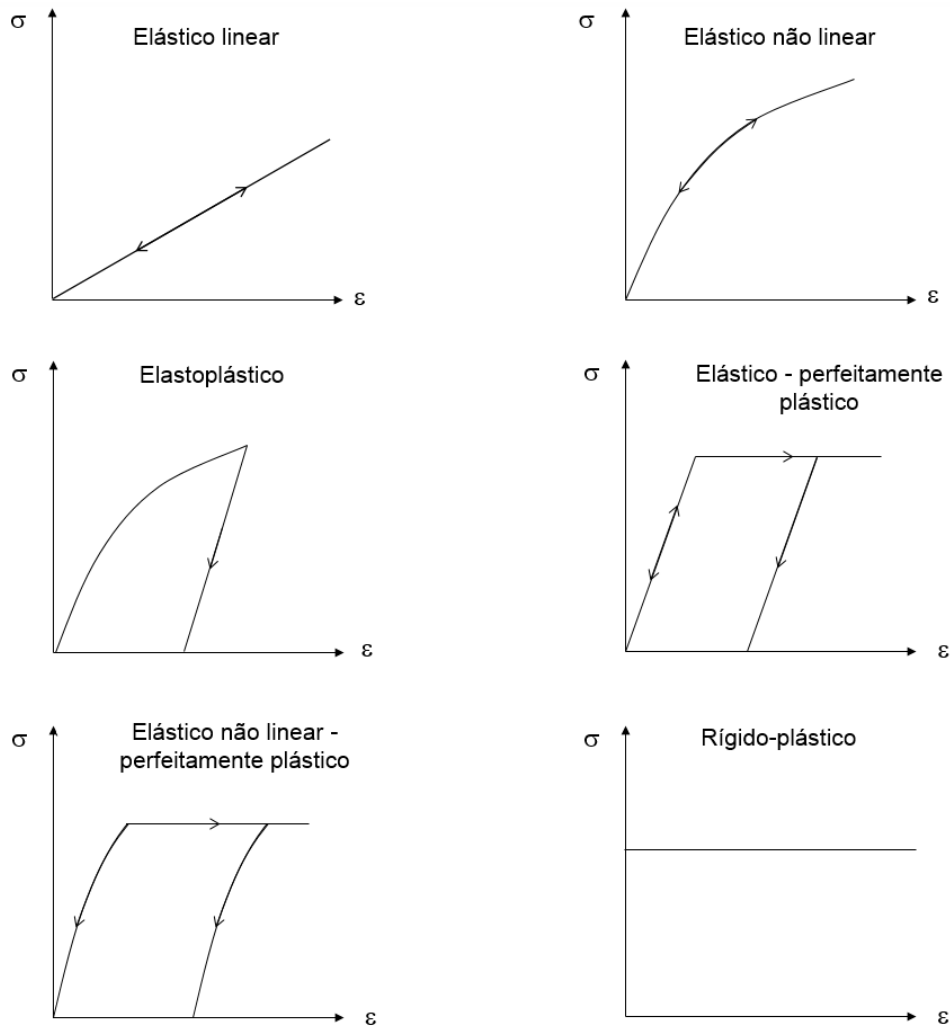 σ
Elástico linear
ε
σ
Elástico não linear
ε
σ
Elastoplástico
ε
σ
Elástico - perfeitamente
plástico
ε
σ
Elástico não linear -
perfeitamente plástico
ε
σ
Rígido-plástico
ε